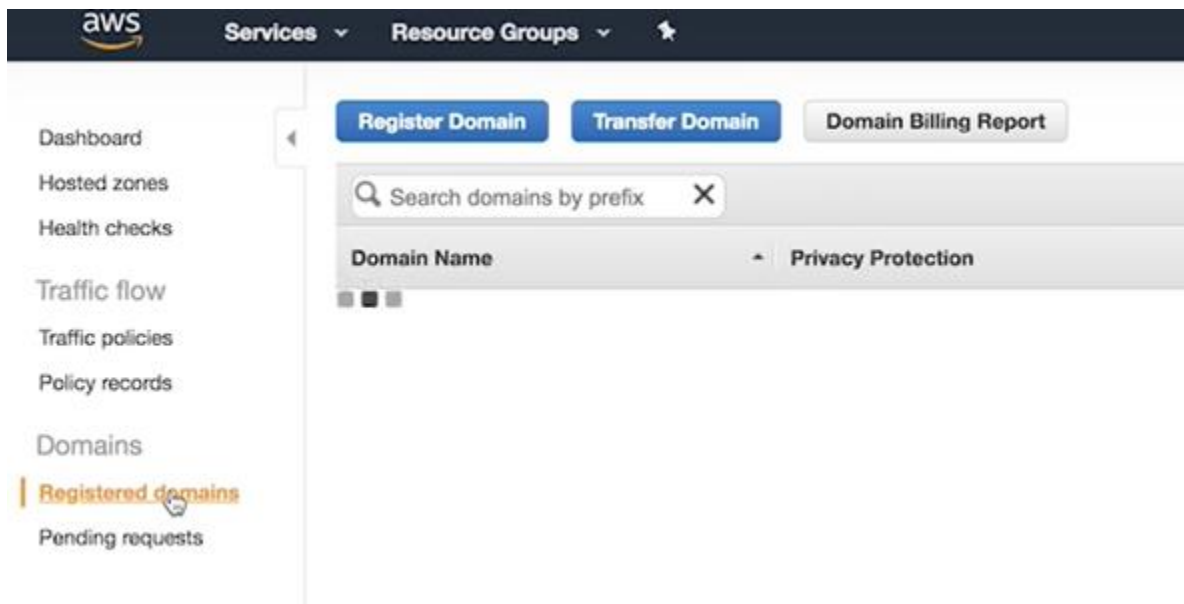 aws Services Resource Groups
Register Domain Transfer Domain Domain Billing Report
Dashboard
Hosted zones
Search domains by prefix
Health checks
Domain Name Privacy Protection
Traffic flow
Traffic policies
Policy records
Domains
Registered domains
Pending requests